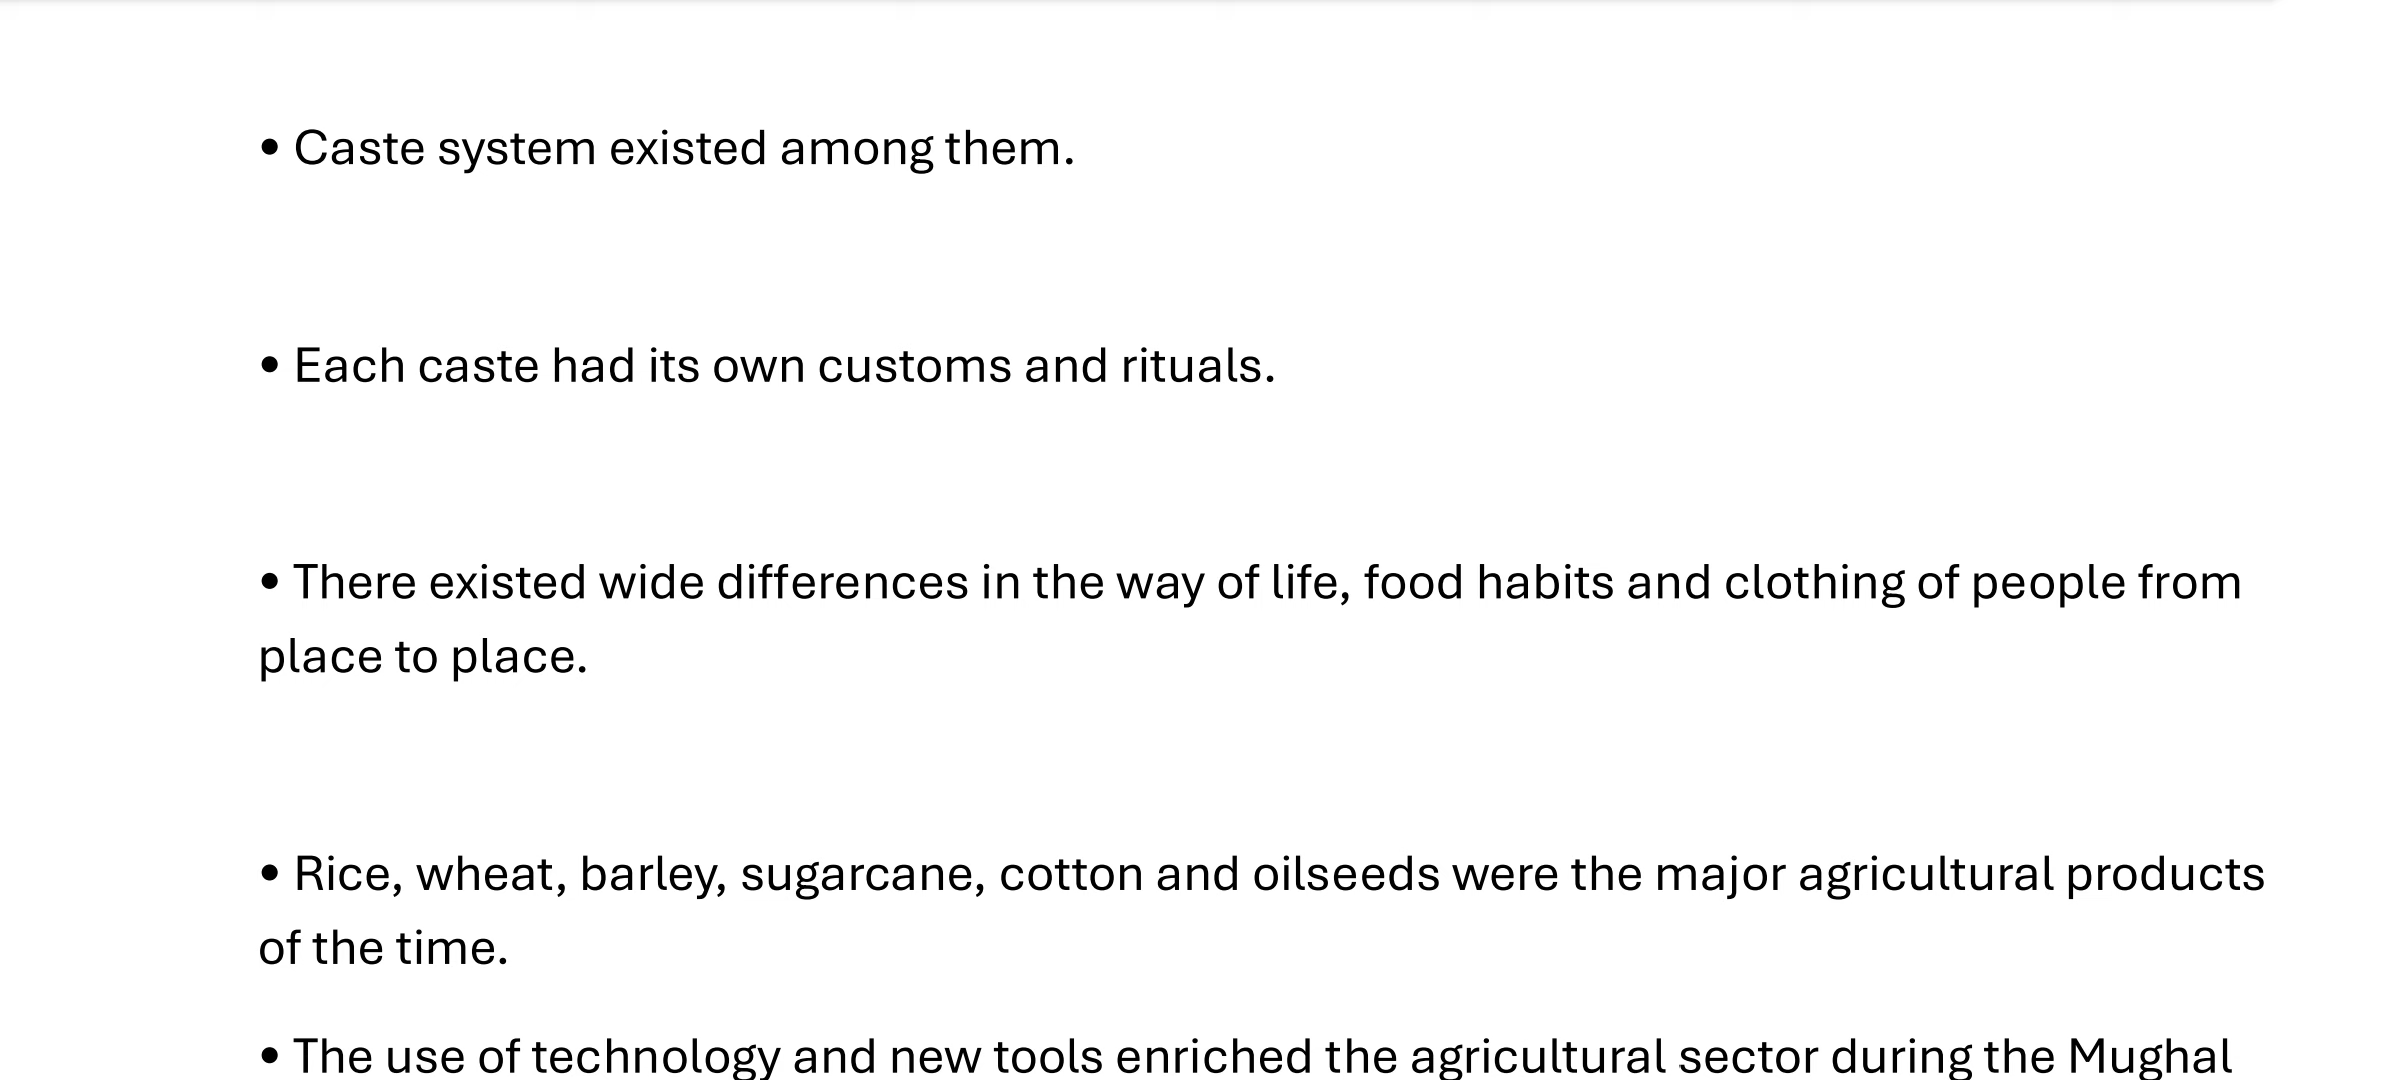 • Caste system existed among them.
• Each caste had its own customs and rituals.
• There existed wide differences in the way of life, food habits and clothing of people from
place to place.
• Rice, wheat, barley, sugarcane, cotton and oilseeds were the major agricultural products
of the time.
• The use of technology and new tools enriched the agricultural sector during the Mughal